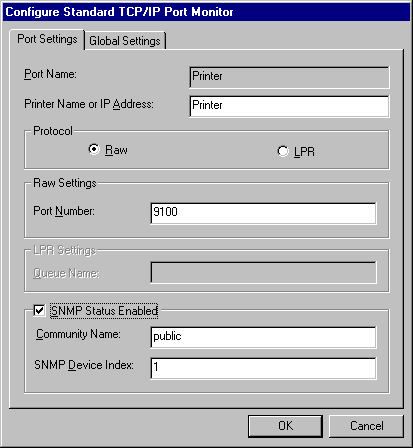 Configure Standard TCP/IP Port Monitor
Port Settings Global Settings
Port Name: Printer
Printer Name or IP Address: Printer
Protocol
Raw LPR
Raw Settings
Port Number: 9100
LPR Settings
Queue Name:
SNMP Status Enabled
Community Name: public
SNMP Device Index: 1
OK Cancel